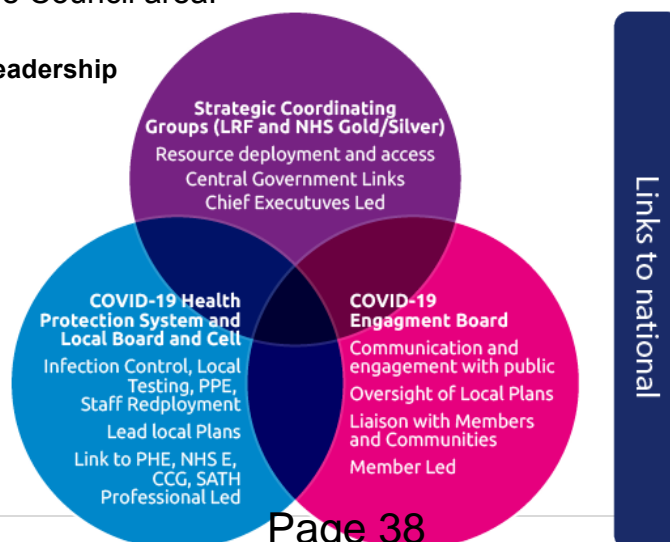 Council area.
eadership
Strategic Coordinating
Groups (LRF and NHS Gold/Silver)
Resource deployment and access
Central Government Links
Chief Executuves Led
COVID-19 Health
Protection System and
Local Board and Cell
Infection Control, Local
Testing, PPE,
Staff Redployment
Lead local Plans
Link to PHE, NHS E,
CCG, SATH
Professional Led
COVID-19
Engagment Board
Communication and
engagement with public
Oversight of Local Plans
Liaison with Members
and Communities
Member Led
Links to national
Page 38